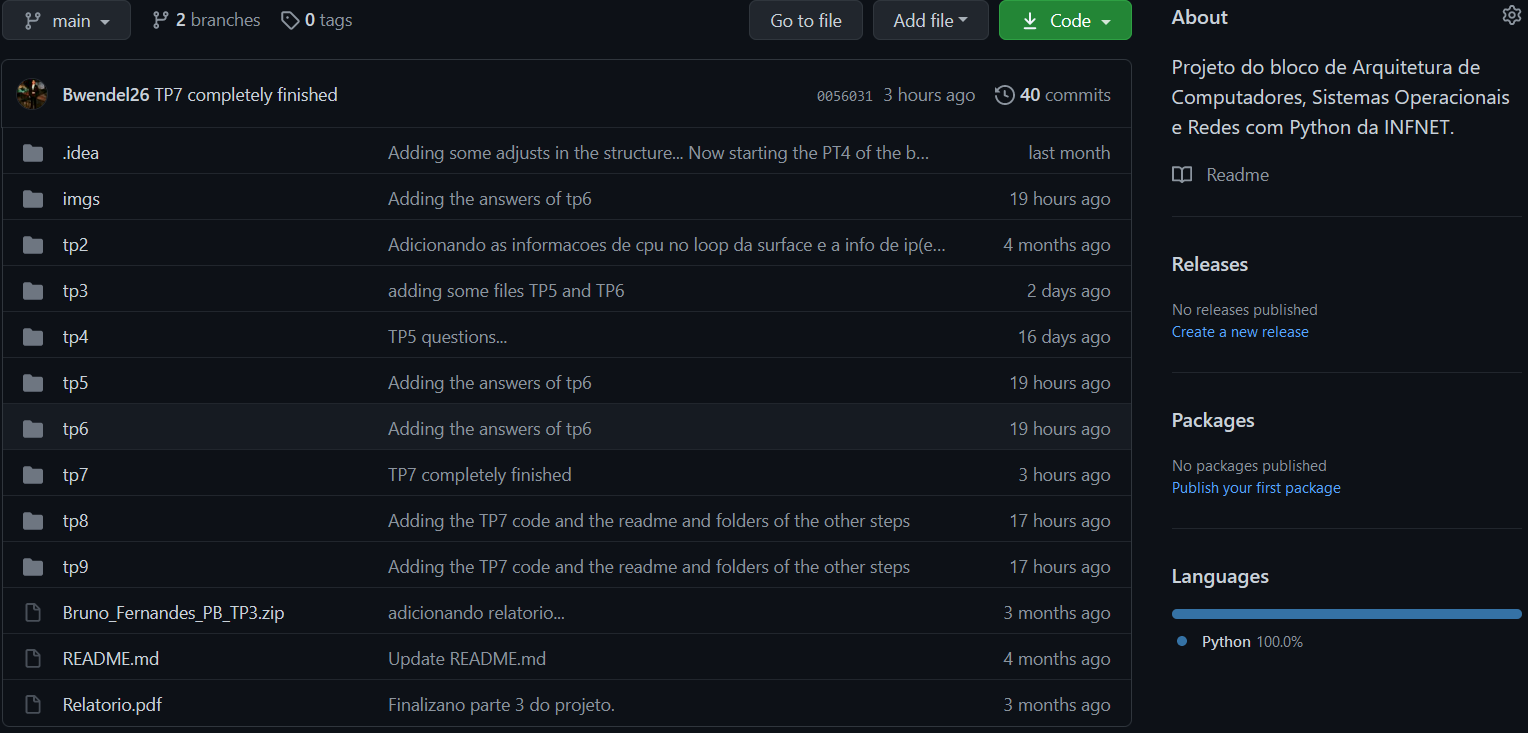 main 2 branches 0 tags Go to file Add file Code
Bwendel26 TP7 completely finished 0056031 3 hours ago 40 commits
.idea Adding some adjusts in the structure... Now starting the PT4 of the b... last month
imgs Adding the answers of tp6 19 hours ago
tp2 Adicionando as informacoes de cpu no loop da surface e a info de ip(e... 4 months ago
tp3 adding some files TP5 and TP6 2 days ago
tp4 TP5 questions... 16 days ago
tp5 Adding the answers of tp6 19 hours ago
tp6 Adding the answers of tp6 19 hours ago
tp7 TP7 completely finished 3 hours ago
tp8 Adding the TP7 code and the readme and folders of the other steps 17 hours ago
tp9 Adding the TP7 code and the readme and folders of the other steps 17 hours ago
Bruno_Fernandes_PB_TP3.zip adicionando relatorio... 3 months ago
README.md Update README.md 4 months ago
Relatorio.pdf Finalizano parte 3 do projeto. 3 months ago
About
Projeto do bloco de Arquitetura de
Computadores, Sistemas Operacionais
e Redes com Python da INFNET.
Readme
Releases
No releases published
Create a new release
Packages
No packages published
Publish your first package
Languages
Python 100.0%